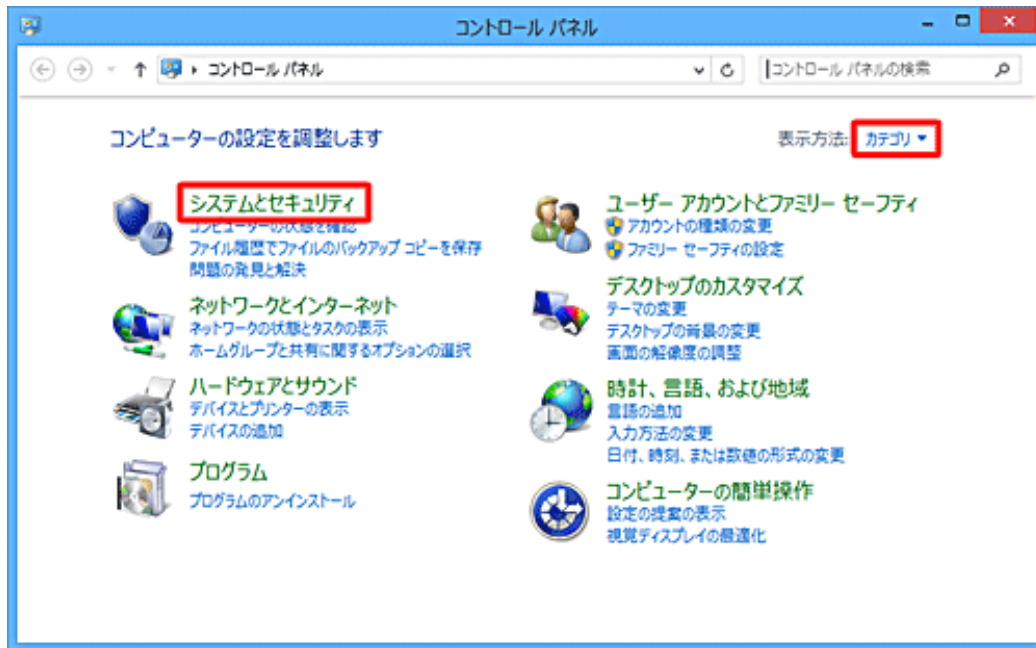 コントロール パネル
コントロール パネル
コントロール パネルの検索
コンピューターの設定を調整します
表示方法: カテゴリ
システムとセキュリティ
コンピューターの状態を確認
ファイル履歴でファイルのバックアップ コピーを保存
問題の発見と解決
ネットワークとインターネット
ネットワークの状態とタスクの表示
ホームグループと共有に関するオプションの選択
ハードウェアとサウンド
デバイスとプリンターの表示
デバイスの追加
プログラム
プログラムのアンインストール
ユーザー アカウントとファミリー セーフティ
アカウントの種類の変更
ファミリー セーフティの設定
デスクトップのカスタマイズ
テーマの変更
デスクトップの背景の変更
画面の解像度の調整
時計、言語、および地域
言語の追加
入力方法の変更
日付、時刻、または数値の形式の変更
コンピューターの簡単操作
設定の提案の表示
視覚ディスプレイの最適化